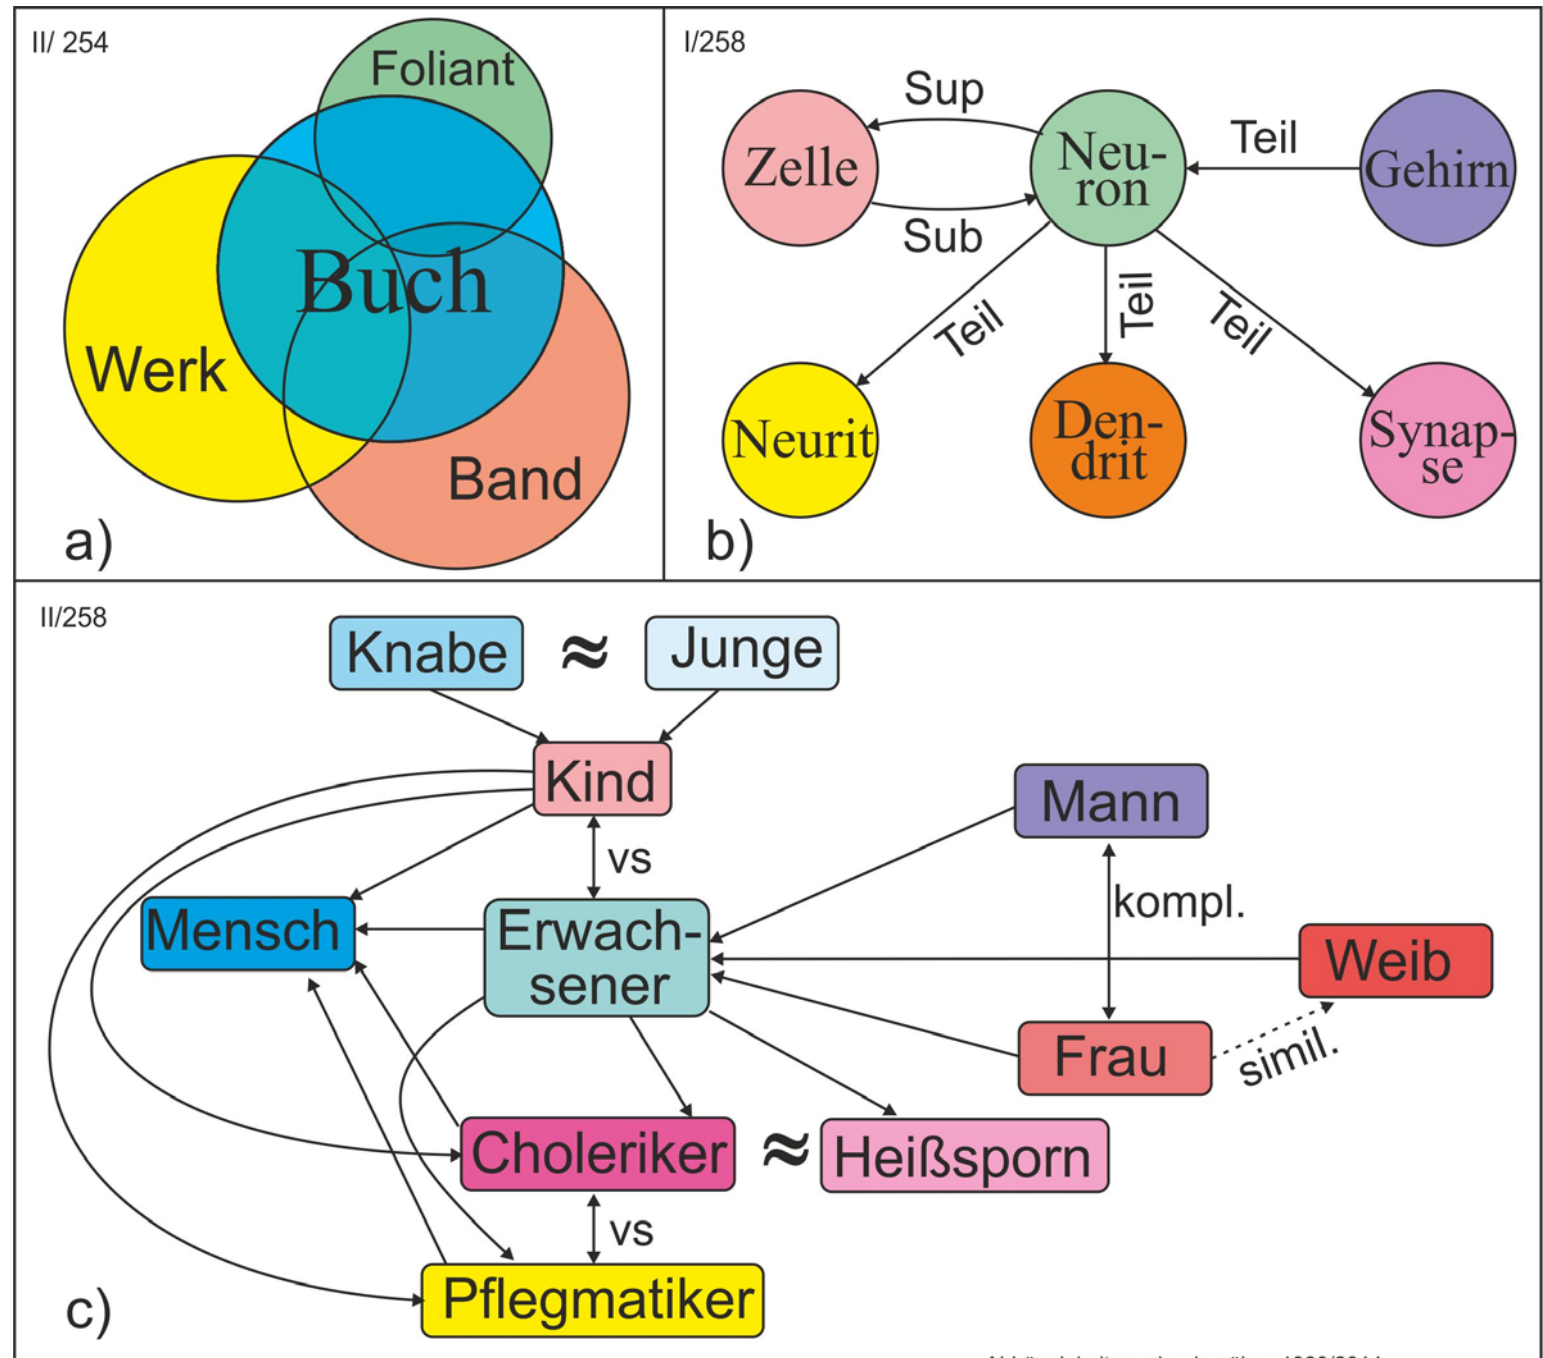 II/ 254
Foliant
Buch
Werk
Band
a)
I/258
Sup
Zelle
Neu-
ron
Teil
Gehirn
Sub
Teil
Teil
Teil
Neurit
Den-
drit
Synap-
se
b)
II/258
Knabe ≈ Junge
Kind
Mann
vs
kompl.
Mensch
Erwach-
sener
Weib
Frau
simil.
Choleriker ≈ Heißsporn
vs
Pflegmatiker
c)